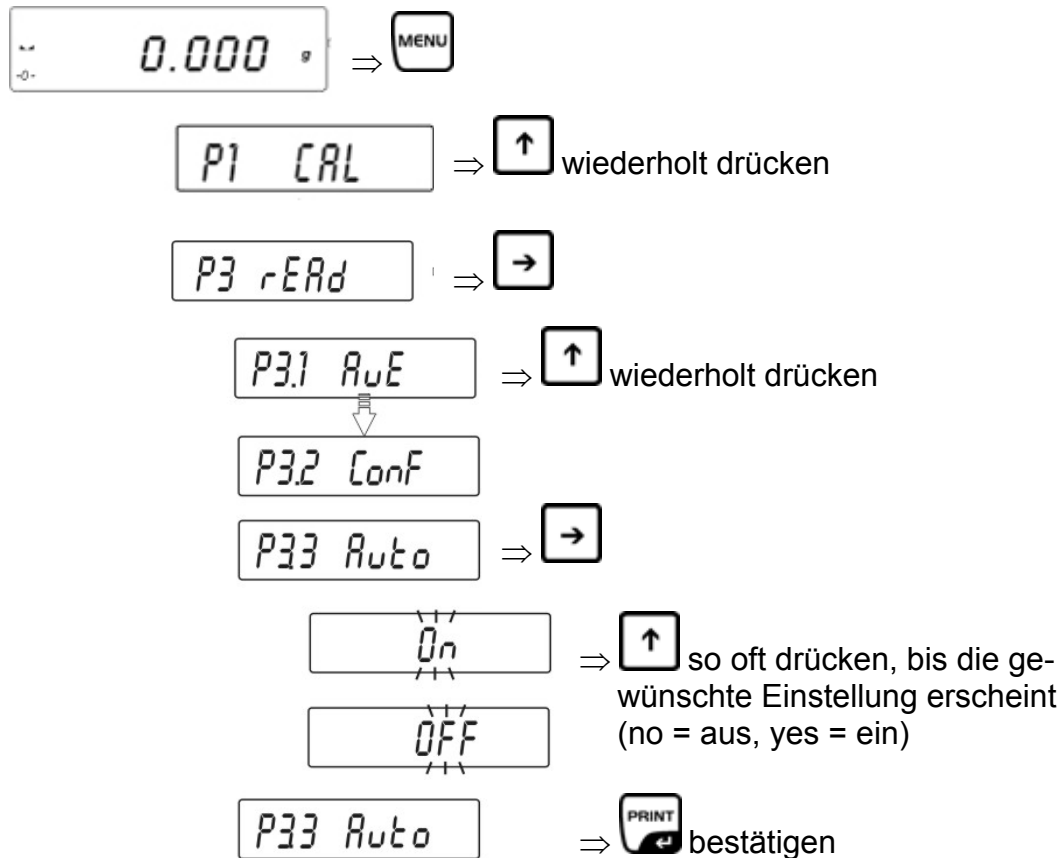 0.000 g ⇒ MENU
-0-
P1 CAL ⇒ ↑ wiederholt drücken
P3 rEAd ⇒ →
P3.1 AvE ⇒ ↑ wiederholt drücken
P3.2 ConF
P3.3 Auto ⇒ →
On ⇒ ↑ so oft drücken, bis die ge-
wünschte Einstellung erscheint
OFF (no = aus, yes = ein)
P3.3 Auto ⇒ PRINT bestätigen